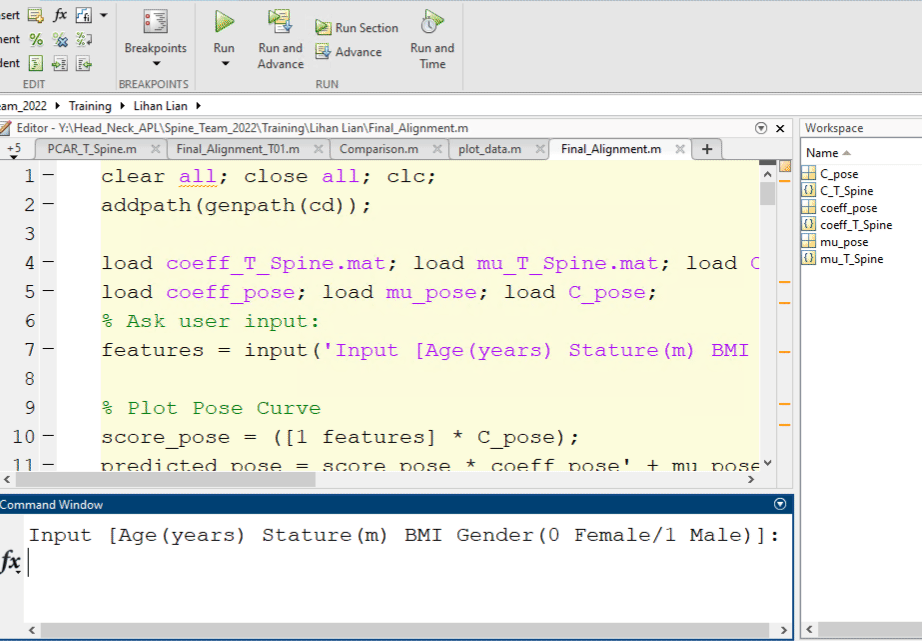 sert fx fi
ment %
dent
EDIT
Breakpoints
BREAKPOINTS
Run
Run and Advance
Run Section
Advance
Run and Time
RUN
am_2022 Training Lihan Lian
Editor - Y:\Head_Neck_APL\Spine_Team_2022\Training\Lihan Lian\Final_Alignment.m
+5 PCAR_T_Spine.m Final_Alignment_T01.m Comparison.m plot_data.m Final_Alignment.m +
1 clear all; close all; clc;
2 addpath(genpath(cd));
3
4 load coeff_T_Spine.mat; load mu_T_Spine.mat; load C
5 load coeff_pose; load mu_pose; load C_pose;
6 % Ask user input:
7 features = input('Input [Age(years) Stature(m) BMI
8
9 % Plot Pose Curve
10 score_pose = ([1 features] * C_pose);
11 predicted_pose = score_pose * coeff_pose' + mu_pose
Workspace
Name
C_pose
C_T_Spine
coeff_pose
coeff_T_Spine
mu_pose
mu_T_Spine
Command Window
Input [Age(years) Stature(m) BMI Gender(0 Female/1 Male)]:
fx